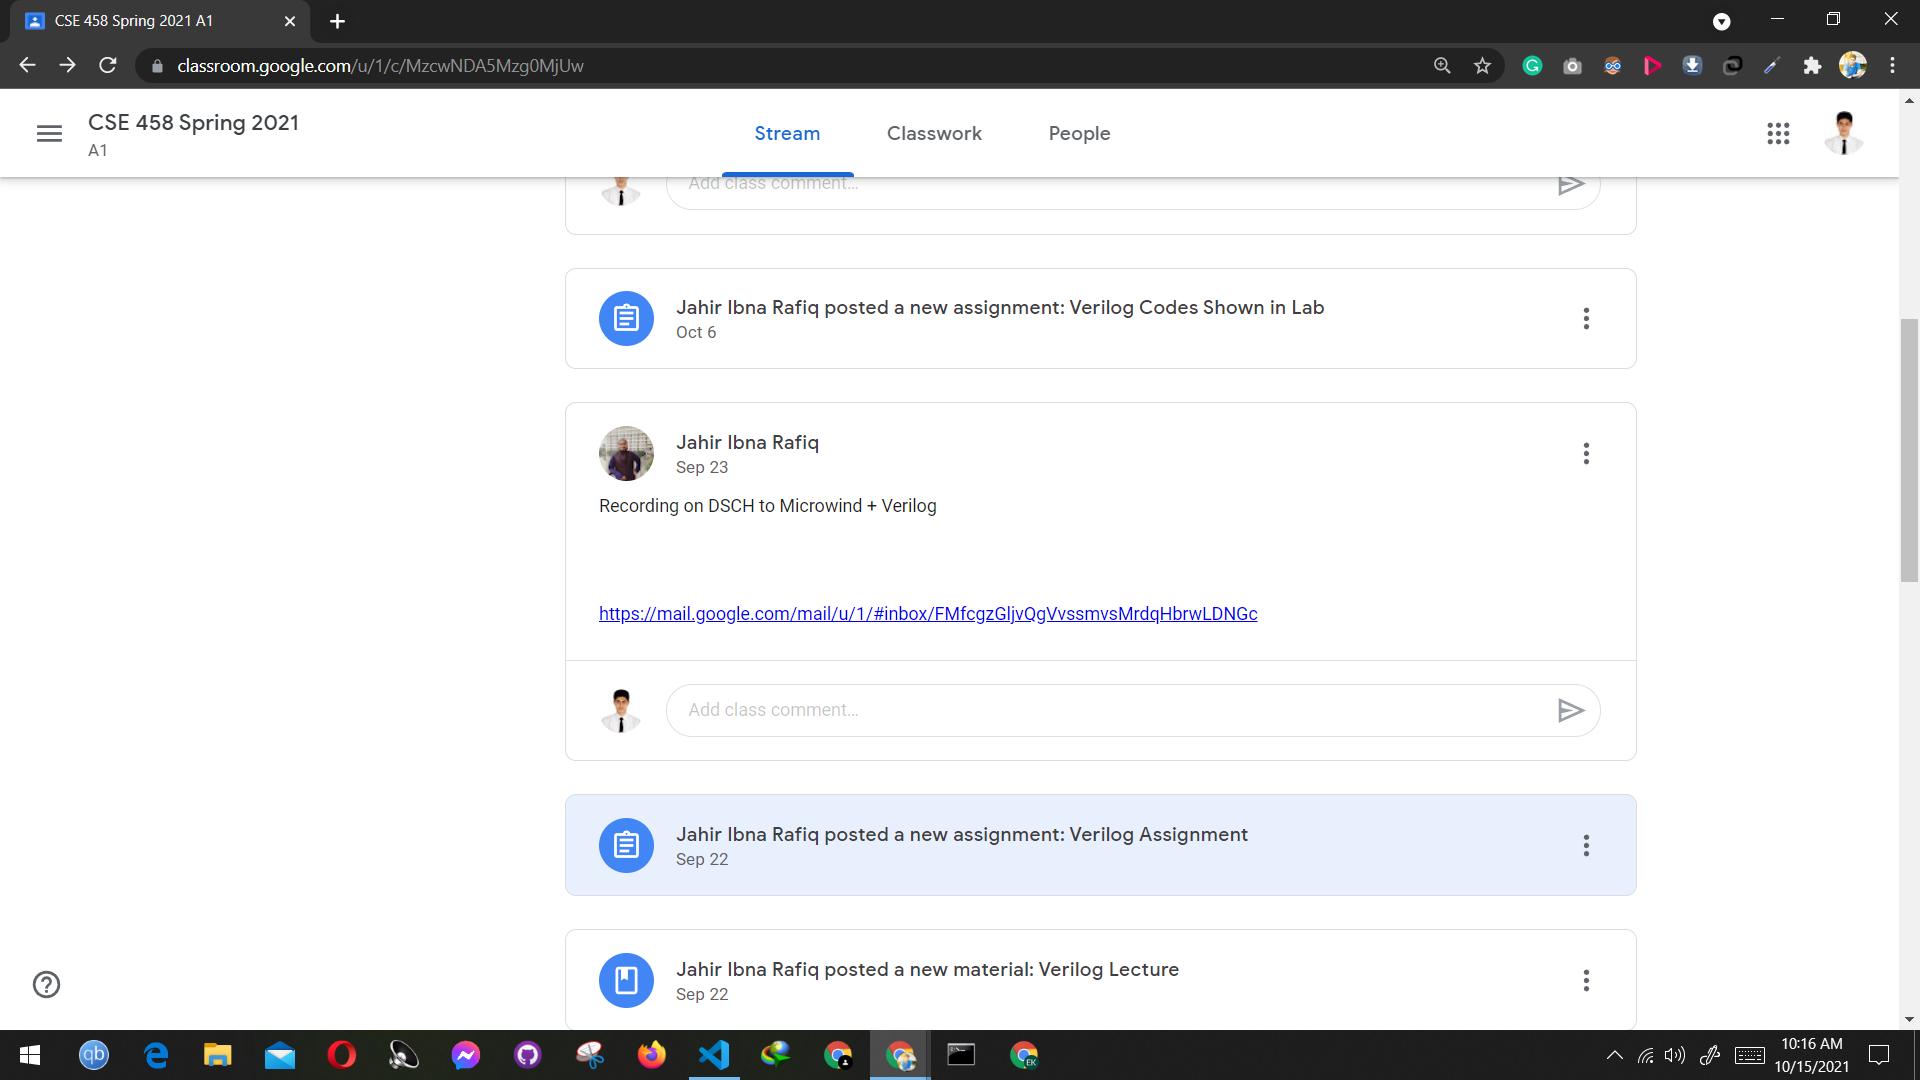 CSE 458 Spring 2021 A1
classroom.google.com/u/1/c/MzcwNDA5Mzg0MjUw
CSE 458 Spring 2021
A1
Stream
Classwork
People
Add class comment...
Jahir Ibna Rafiq posted a new assignment: Verilog Codes Shown in Lab
Oct 6
Jahir Ibna Rafiq
Sep 23
Recording on DSCH to Microwind + Verilog
https://mail.google.com/mail/u/1/#inbox/FMfcgzGljvQgVvssmvsMrdqHbrwLDNGc
Add class comment...
Jahir Ibna Rafiq posted a new assignment: Verilog Assignment
Sep 22
Jahir Ibna Rafiq posted a new material: Verilog Lecture
Sep 22
qb
EK
10:16 AM
10/15/2021